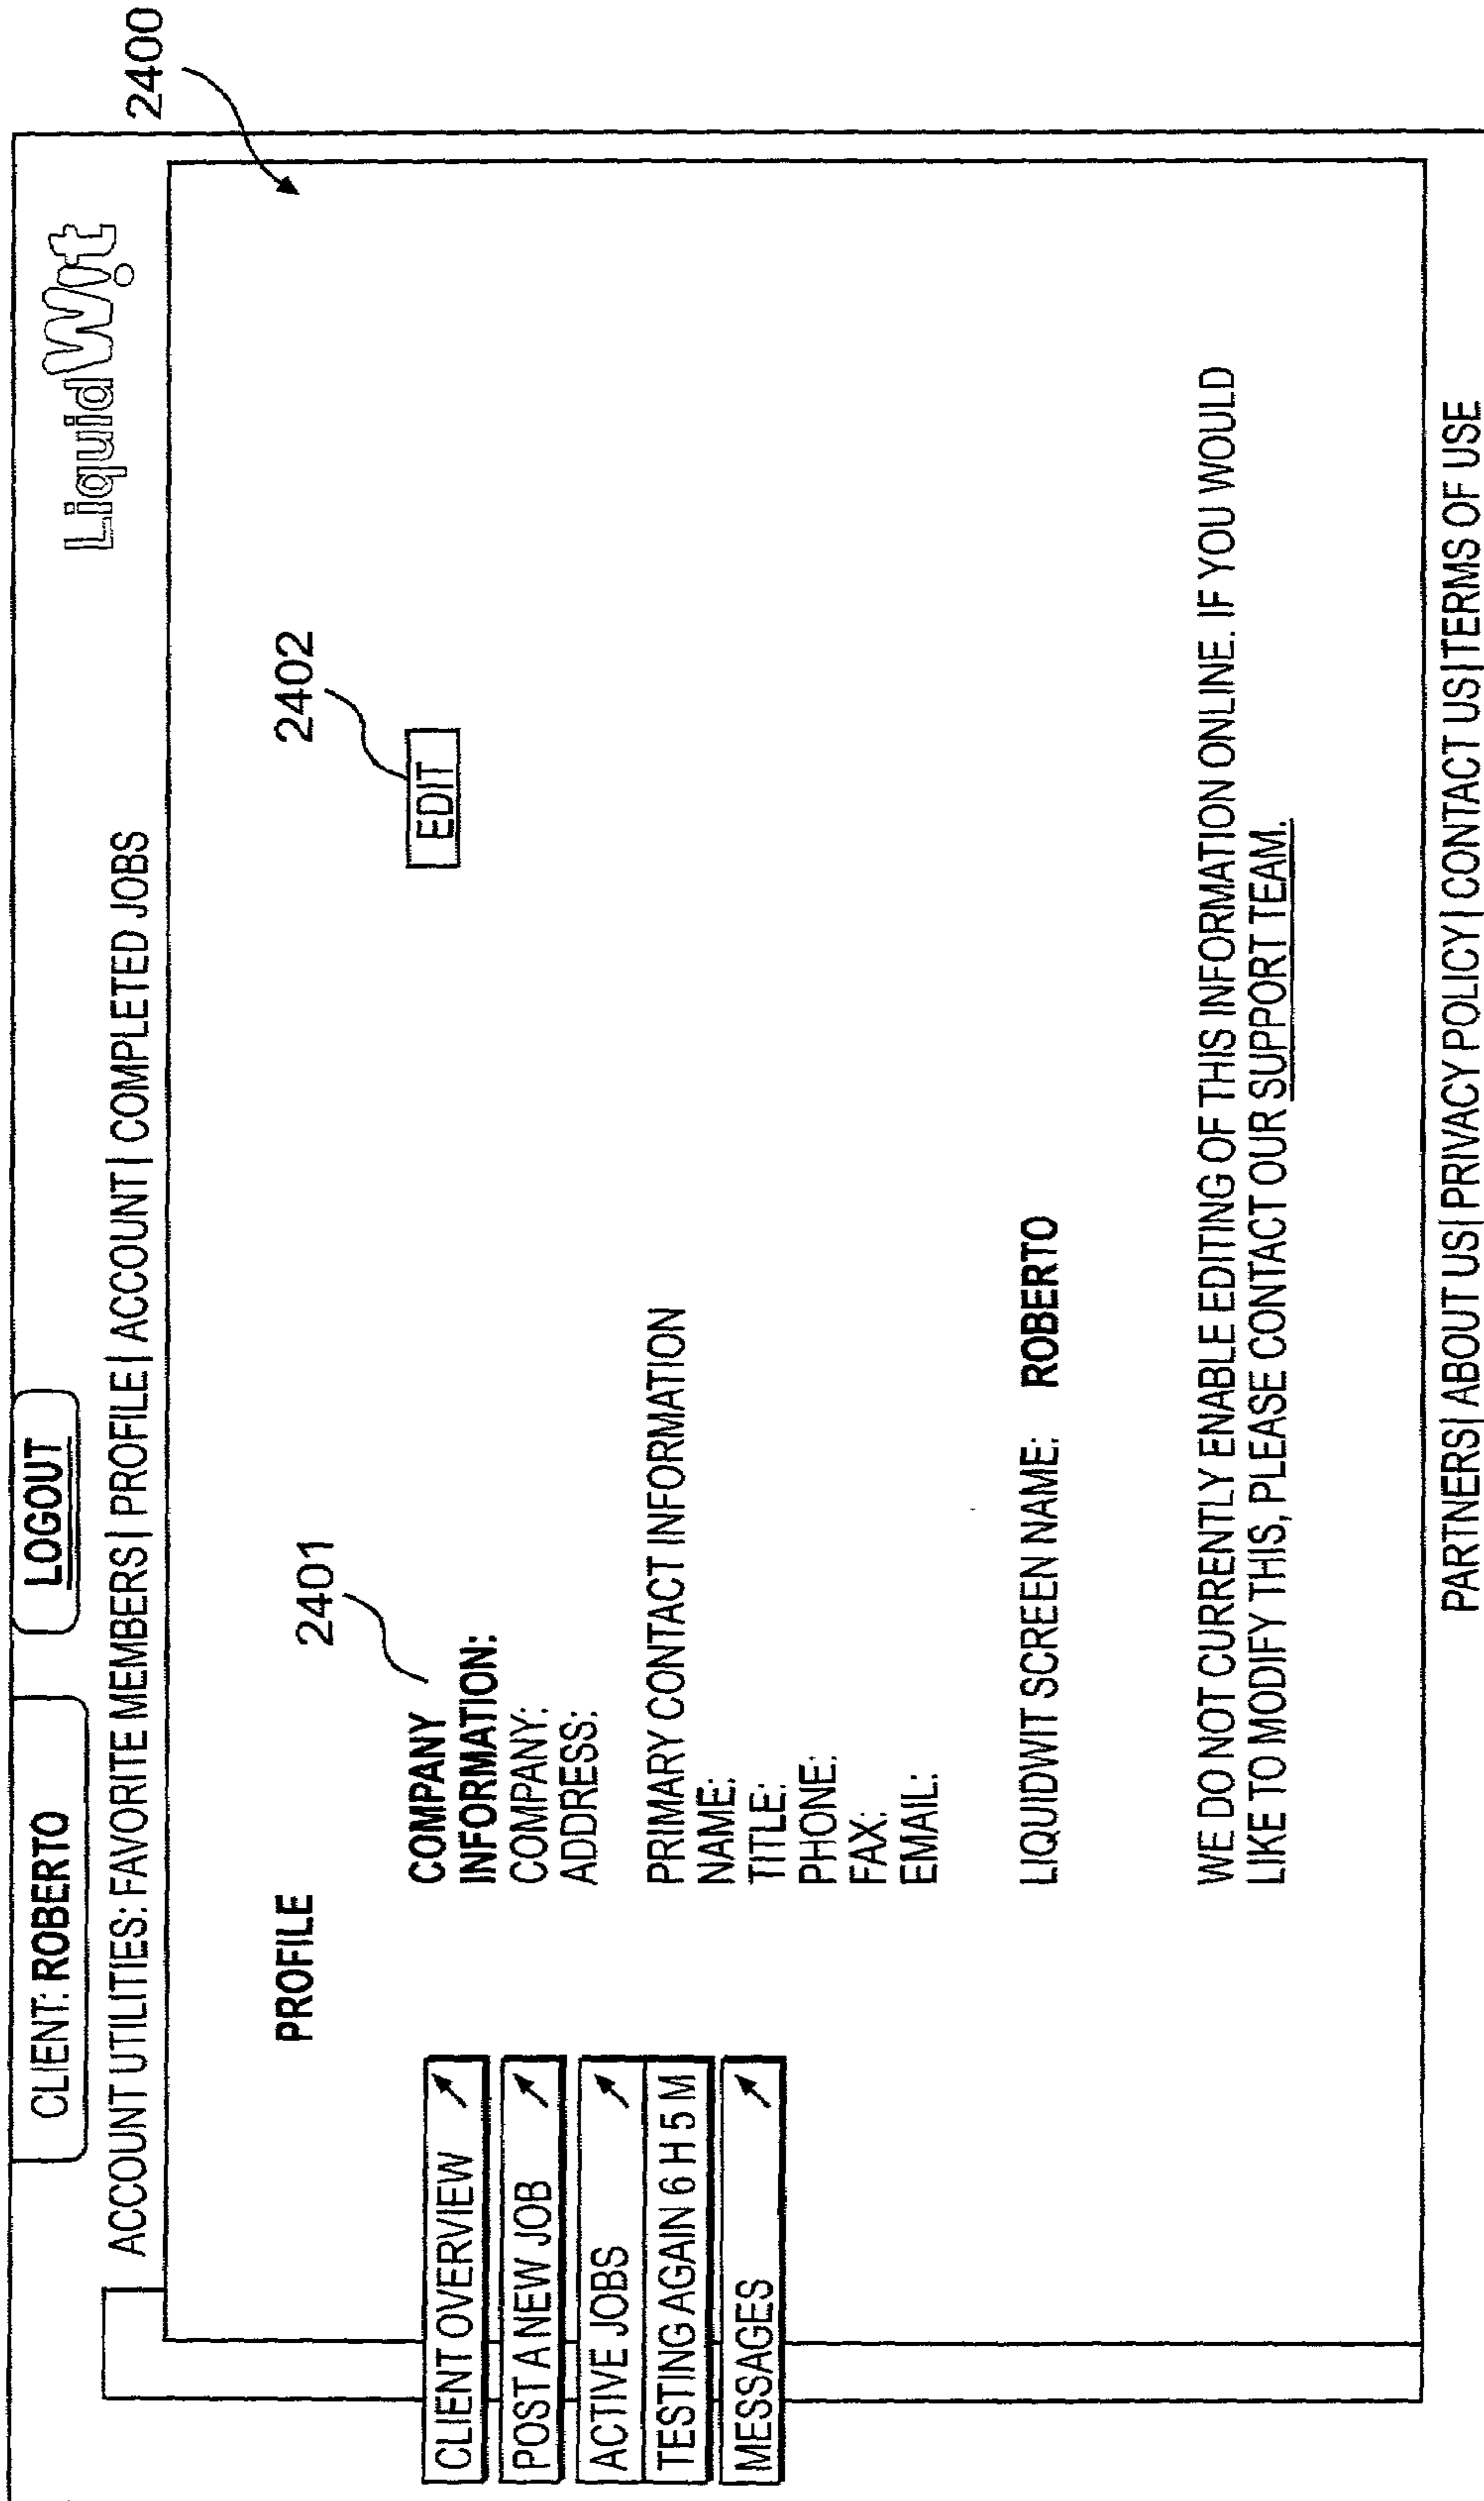 CLIENT: ROBERTO
LOGOUT
2400
LiquidWit
ACCOUNT UTILITIES: FAVORITE MEMBERS| PROFILE| ACCOUNT| COMPLETED JOBS
PROFILE
2401
2402
EDIT
CLIENT OVERVIEW
POST A NEW JOB
ACTIVE JOBS
TESTING AGAIN 6 H 5 M
MESSAGES
COMPANY
INFORMATION:
COMPANY:
ADDRESS:
PRIMARY CONTACT INFORMATION
NAME:
TITLE:
PHONE:
FAX:
EMAIL:
LIQUIDWIT SCREEN NAME: ROBERTO
WE DO NOT CURRENTLY ENABLE EDITING OF THIS INFORMATION ONLINE. IF YOU WOULD
LIKE TO MODIFY THIS, PLEASE CONTACT OUR SUPPORT TEAM.
PARTNERS| ABOUT US| PRIVACY POLICY| CONTACT US|TERMS OF USE